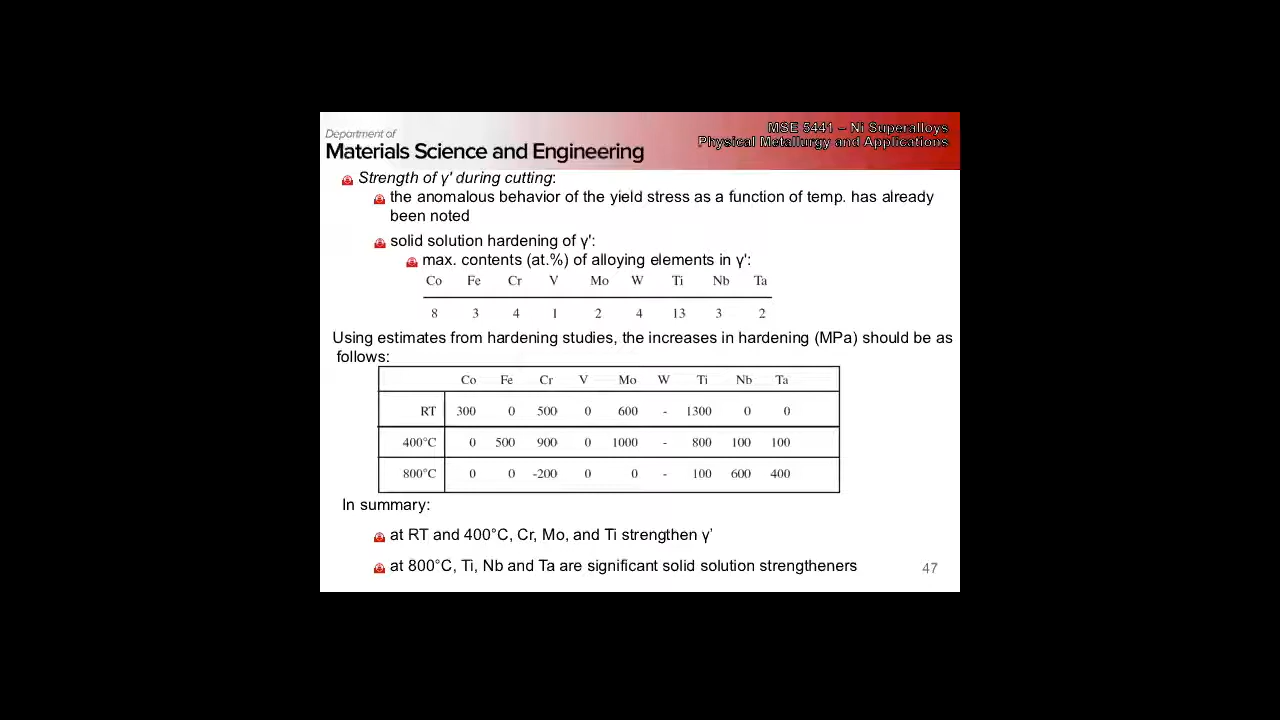 Department of
Materials Science and Engineering
MSE 5441 – Ni Superalloys
Physical Metallurgy and Applications
Strength of γ' during cutting:
the anomalous behavior of the yield stress as a function of temp. has already
been noted
solid solution hardening of γ':
max. contents (at.%) of alloying elements in γ':
Co Fe Cr V Mo W Ti Nb Ta
8 3 4 1 2 4 13 3 2
Using estimates from hardening studies, the increases in hardening (MPa) should be as
follows:
Co Fe Cr V Mo W Ti Nb Ta
RT 300 0 500 0 600 - 1300 0 0
400°C 0 500 900 0 1000 - 800 100 100
800°C 0 0 -200 0 0 - 100 600 400
In summary:
at RT and 400°C, Cr, Mo, and Ti strengthen γ’
at 800°C, Ti, Nb and Ta are significant solid solution strengtheners
47